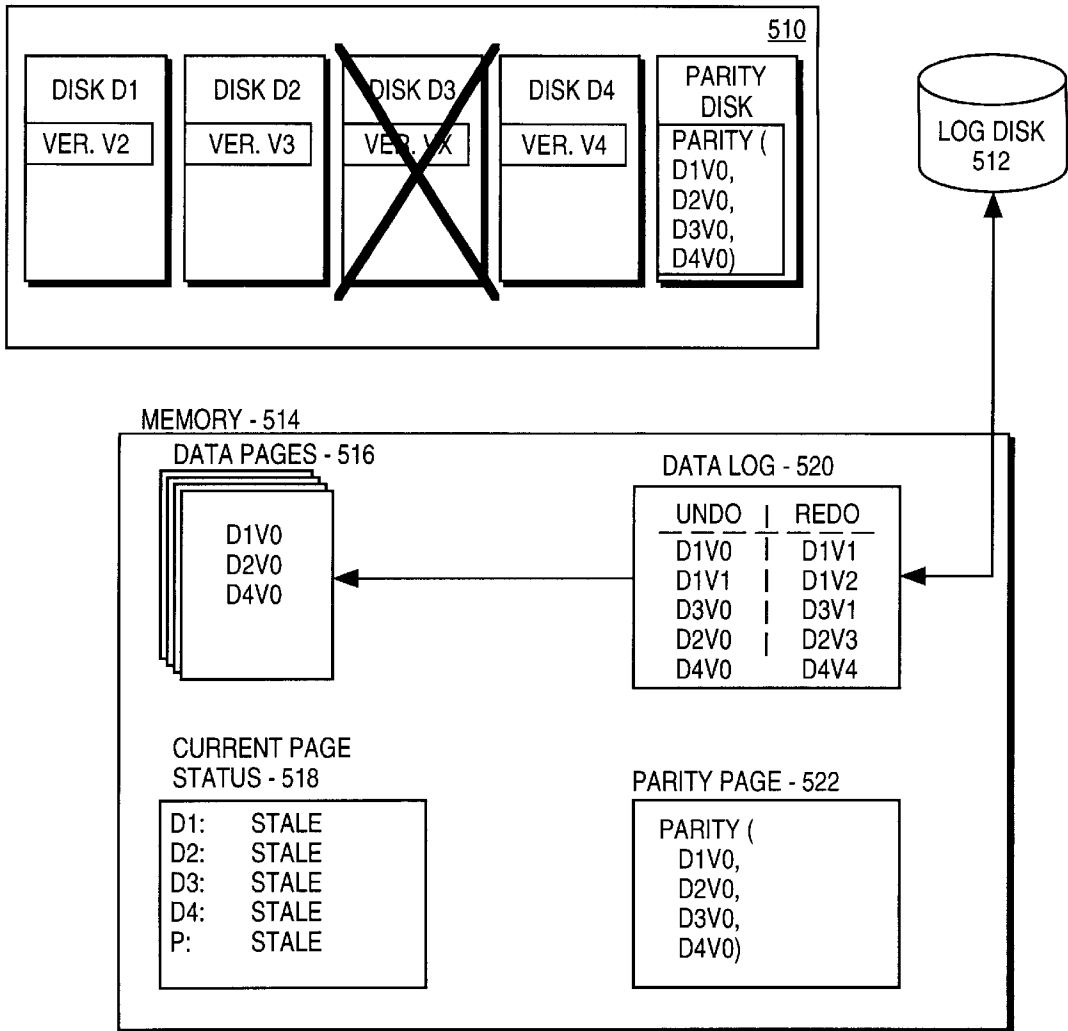 510
DISK D1
VER. V2
DISK D2
VER. V3
DISK D3
VER. VX
DISK D4
VER. V4
PARITY
DISK
PARITY (
D1V0,
D2V0,
D3V0,
D4V0)
LOG DISK
512
MEMORY - 514
DATA PAGES - 516
D1V0
D2V0
D4V0
DATA LOG - 520
UNDO | REDO
D1V0 | D1V1
D1V1 | D1V2
D3V0 | D3V1
D2V0 | D2V3
D4V0 D4V4
CURRENT PAGE
STATUS - 518
D1: STALE
D2: STALE
D3: STALE
D4: STALE
P: STALE
PARITY PAGE - 522
PARITY (
D1V0,
D2V0,
D3V0,
D4V0)